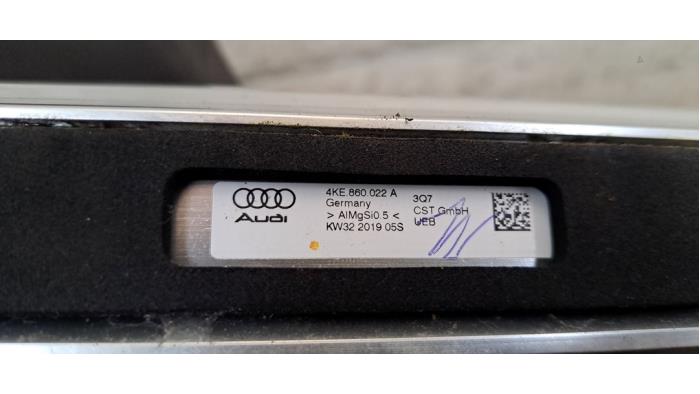 4KE.860.022 A
Germany
> AlMgSi0.5 <
KW32 2019 05S
3Q7
CST GmbH
UEB
Audi